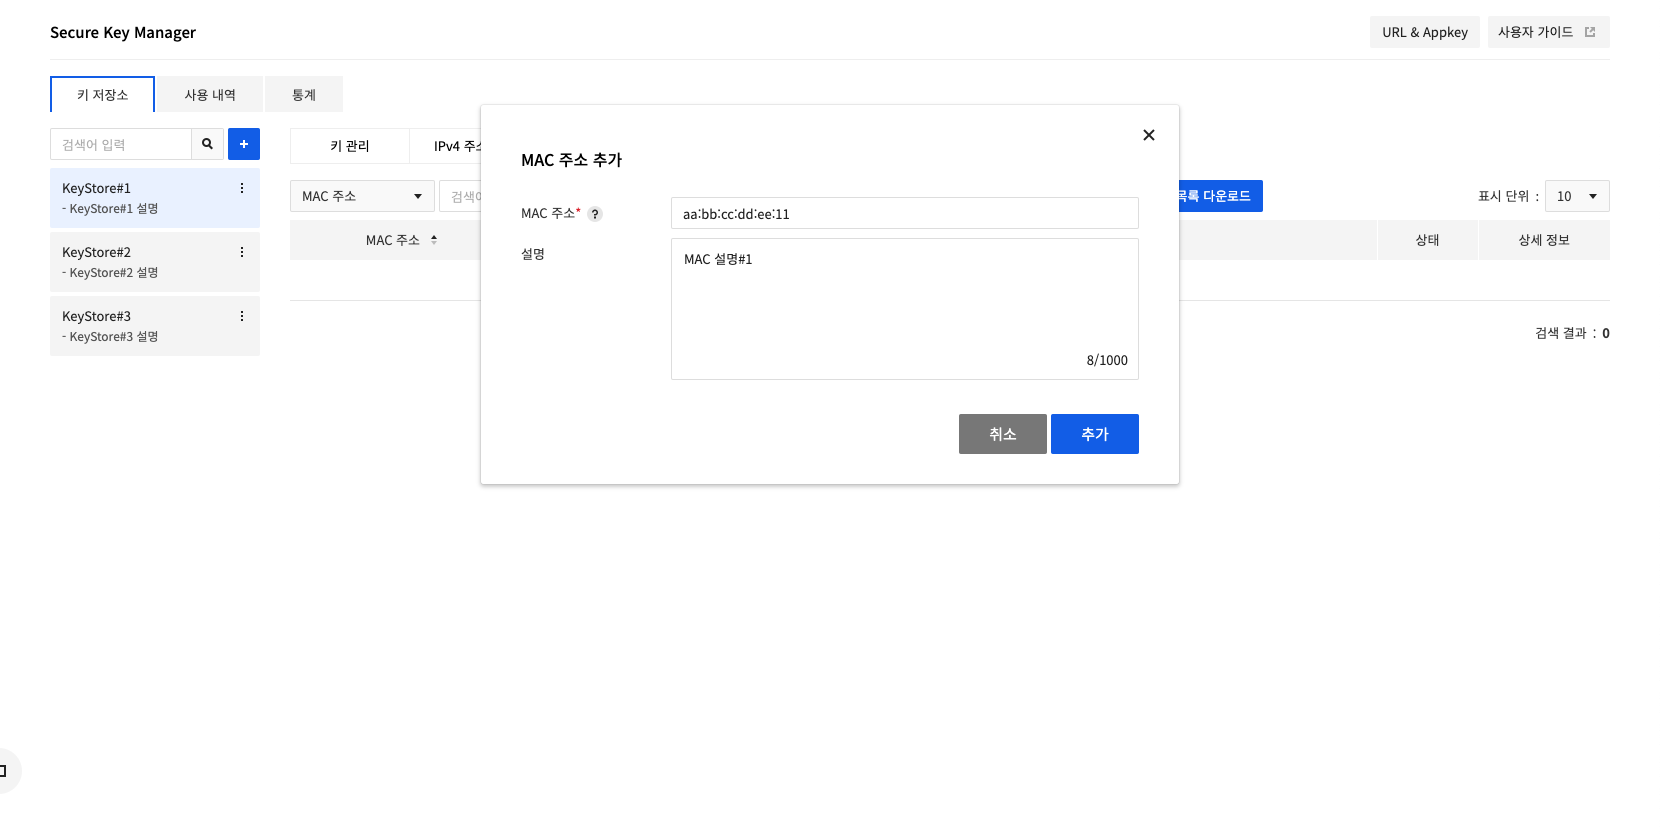 Secure Key Manager
URL & Appkey
사용자 가이드
키 저장소
사용 내역
통계
검색어 입력
+
KeyStore#1
- KeyStore#1 설명
KeyStore#2
- KeyStore#2 설명
KeyStore#3
- KeyStore#3 설명
키 관리
IPv4
MAC 주소
목록 다운로드
표시 단위 :
10
MAC 주소
상태
상세 정보
검색 결과 : 0
MAC 주소 추가
MAC 주소* ?
aa:bb:cc:dd:ee:11
설명
MAC 설명#1
8/1000
취소
추가